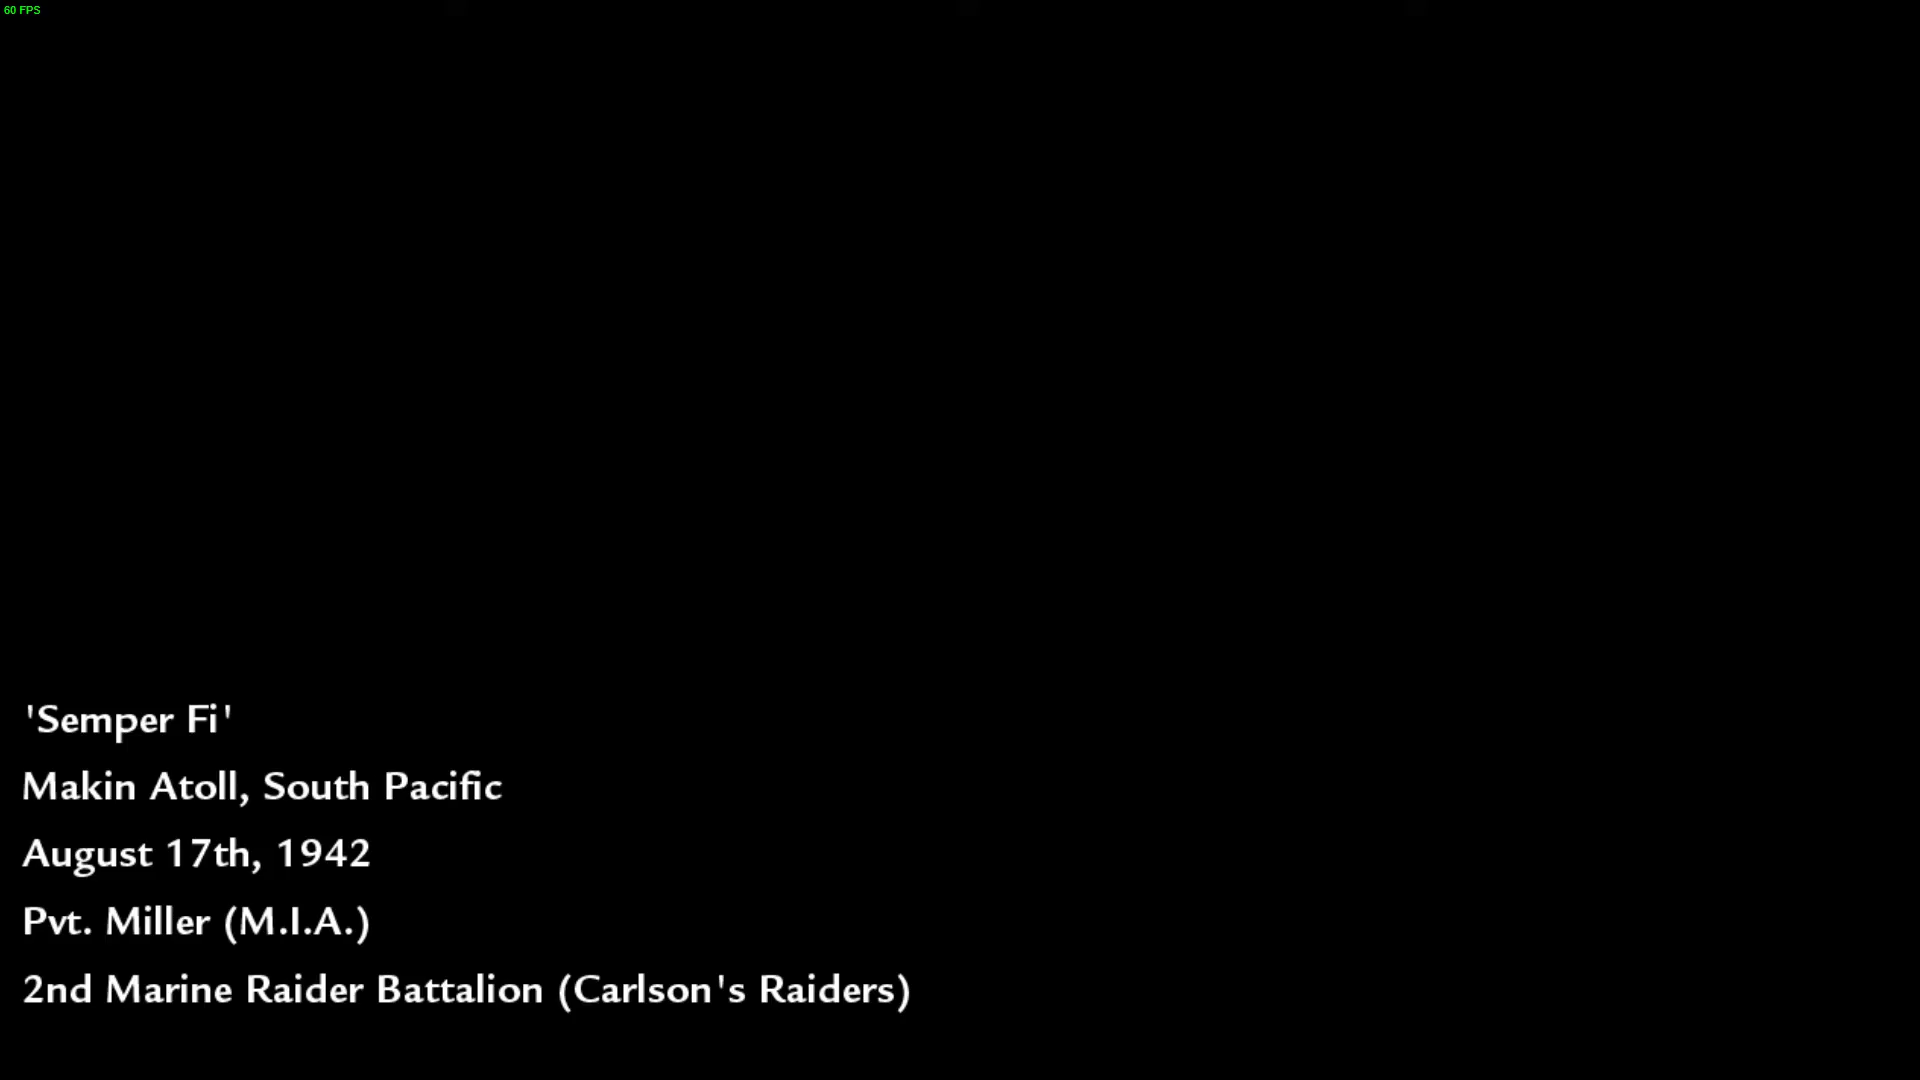 60 FPS
'Semper Fi'
Makin Atoll, South Pacific
August 17th, 1942
Pvt. Miller (M.I.A.)
2nd Marine Raider Battalion (Carlson's Raiders)